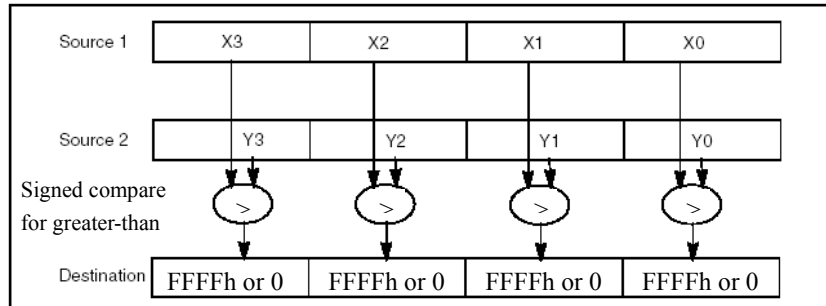 Source 1 X3 X2 X1 X0
Source 2 Y3 Y2 Y1 Y0
Signed compare
for greater-than
> > > >
Destination FFFFh or 0 FFFFh or 0 FFFFh or 0 FFFFh or 0